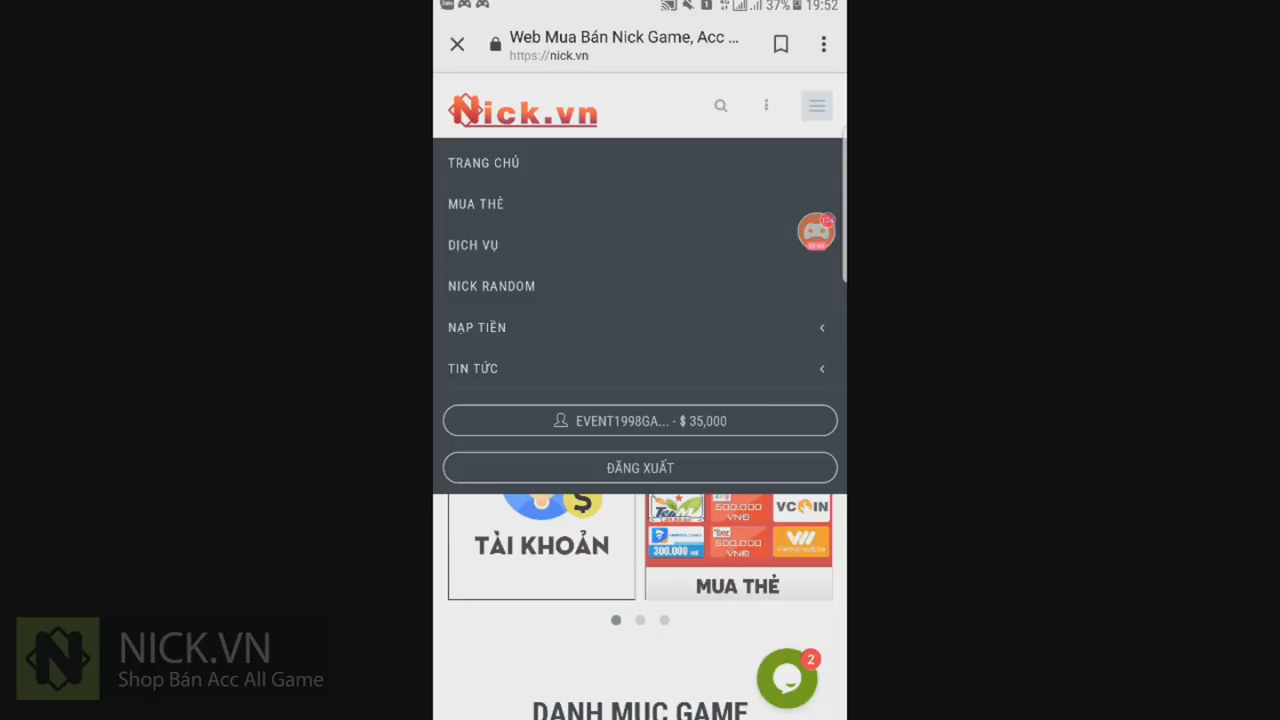 37% 19:52
Web Mua Bán Nick Game, Acc ...
https://nick.vn
Nick.vn
TRANG CHỦ
MUA THẺ
DỊCH VỤ
NICK RANDOM
NẠP TIỀN
TIN TỨC
EVENT1998GA... - $ 35,000
ĐĂNG XUẤT
TÀI KHOẢN
500.000 VNĐ
VCOIN
300.000
500.000 VNĐ
MUA THẺ
2
DANH MỤC GAME
NICK.VN
Shop Bán Acc All Game